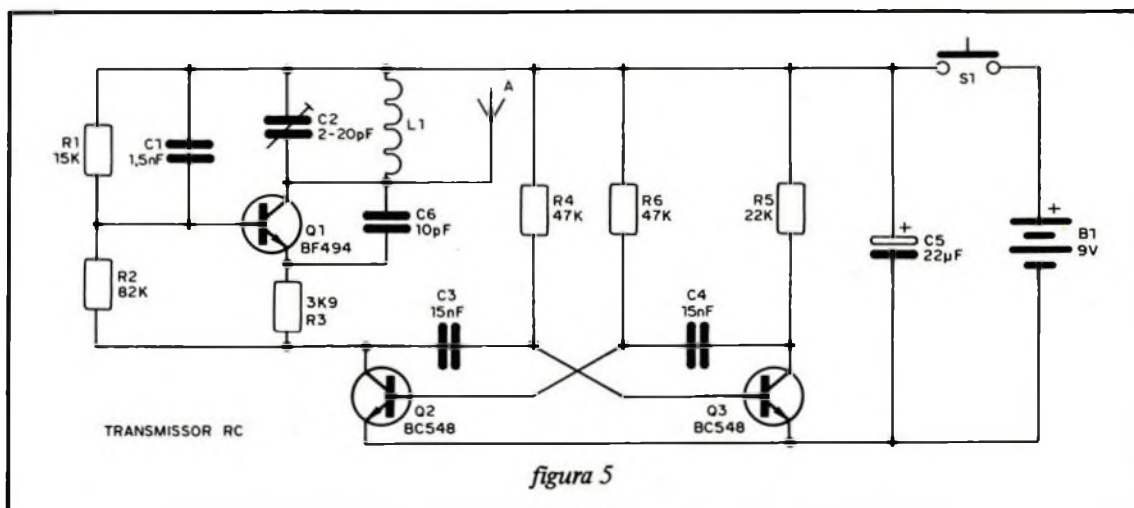 S1
A
C2
2-20pF
L1
R1
15K
C1
1,5nF
C6
10pF
R4
47K
R6
47K
R5
22K
+
C5
22µF
+
B1
9V
Q1
BF494
R2
82K
3K9
R3
C3
15nF
C4
15nF
Q2
BC548
Q3
BC548
TRANSMISSOR RC
figura 5